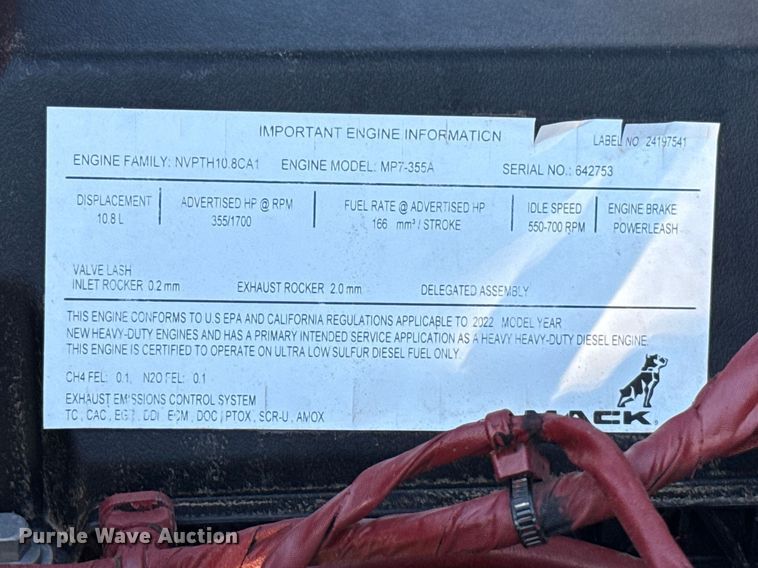 IMPORTANT ENGINE INFORMATION
LABEL NO 24197541
ENGINE FAMILY: NVPTH10.8CA1 ENGINE MODEL: MP7-355A SERIAL NO.: 642753
DISPLACEMENT ADVERTISED HP @ RPM FUEL RATE @ ADVERTISED HP IDLE SPEED ENGINE BRAKE
10.8 L 355/1700 166 mm³ / STROKE 550-700 RPM POWERLEASH
VALVE LASH
INLET ROCKER 0.2 mm EXHAUST ROCKER 2.0 mm DELEGATED ASSEMBLY
THIS ENGINE CONFORMS TO U.S EPA AND CALIFORNIA REGULATIONS APPLICABLE TO 2022 MODEL YEAR
NEW HEAVY-DUTY ENGINES AND HAS A PRIMARY INTENDED SERVICE APPLICATION AS A HEAVY HEAVY-DUTY DIESEL ENGINE.
THIS ENGINE IS CERTIFIED TO OPERATE ON ULTRA LOW SULFUR DIESEL FUEL ONLY.
CH4 FEL: 0.1, N2O FEL: 0.1
EXHAUST EMISSIONS CONTROL SYSTEM
TC, CAC, EGR, DDI, ECM, DOC, PTOX, SCR-U, AMOX
MACK
Purple Wave Auction